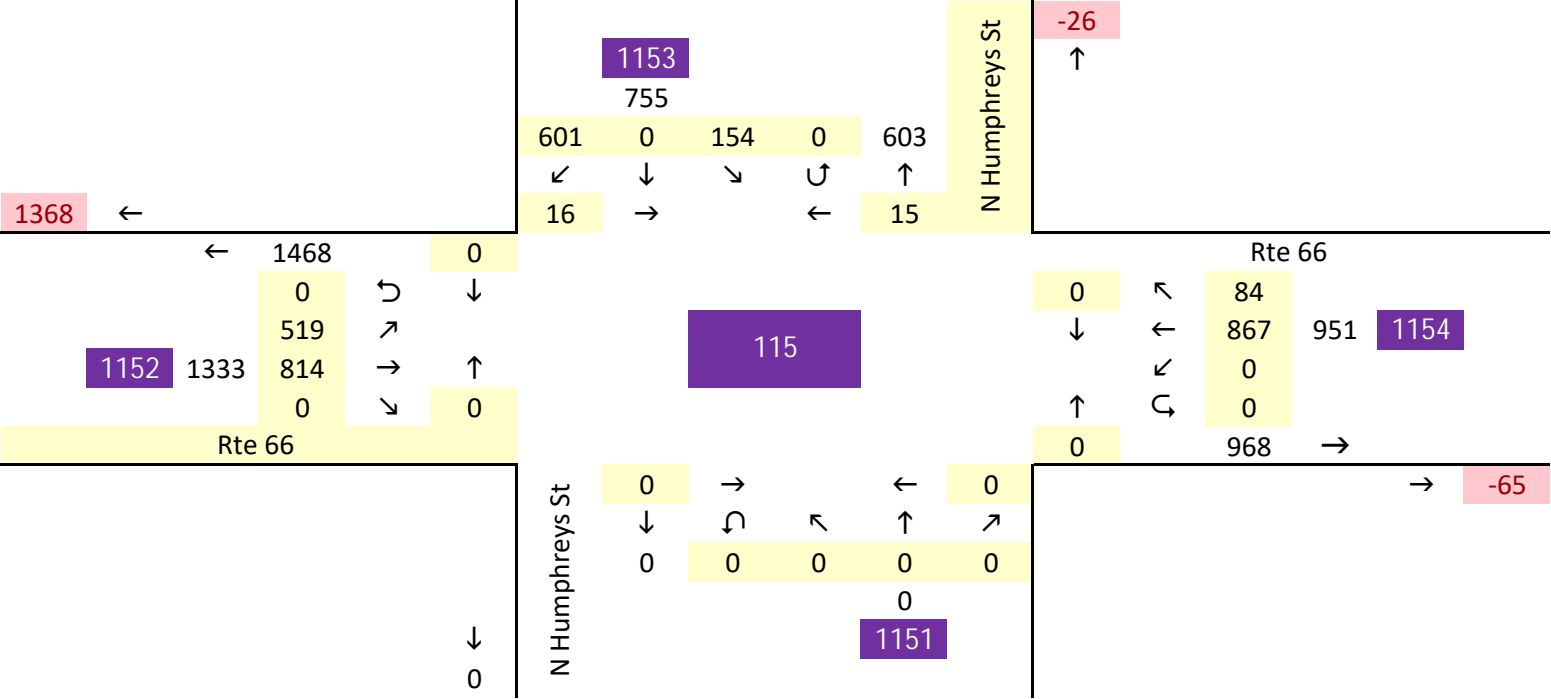 -26
1153 ↑
755
601 0 154 0 603
↙ ↓ ↘ ⮍ ↑
N Humphreys St
1368 ← 16 → ← 15
← 1468 0 Rte 66
0 ⮌ ↓ 0 ↖ 84
519 ↗ 115 ↓ ← 867 951 1154
1152 1333 814 → ↑ ↙ 0
0 ↘ 0 ↑ ⮎ 0
Rte 66 0 968 →
N Humphreys St
0 → ← 0 → -65
↓ ⮏ ↖ ↑ ↗
0 0 0 0 0
0
↓ 1151
0